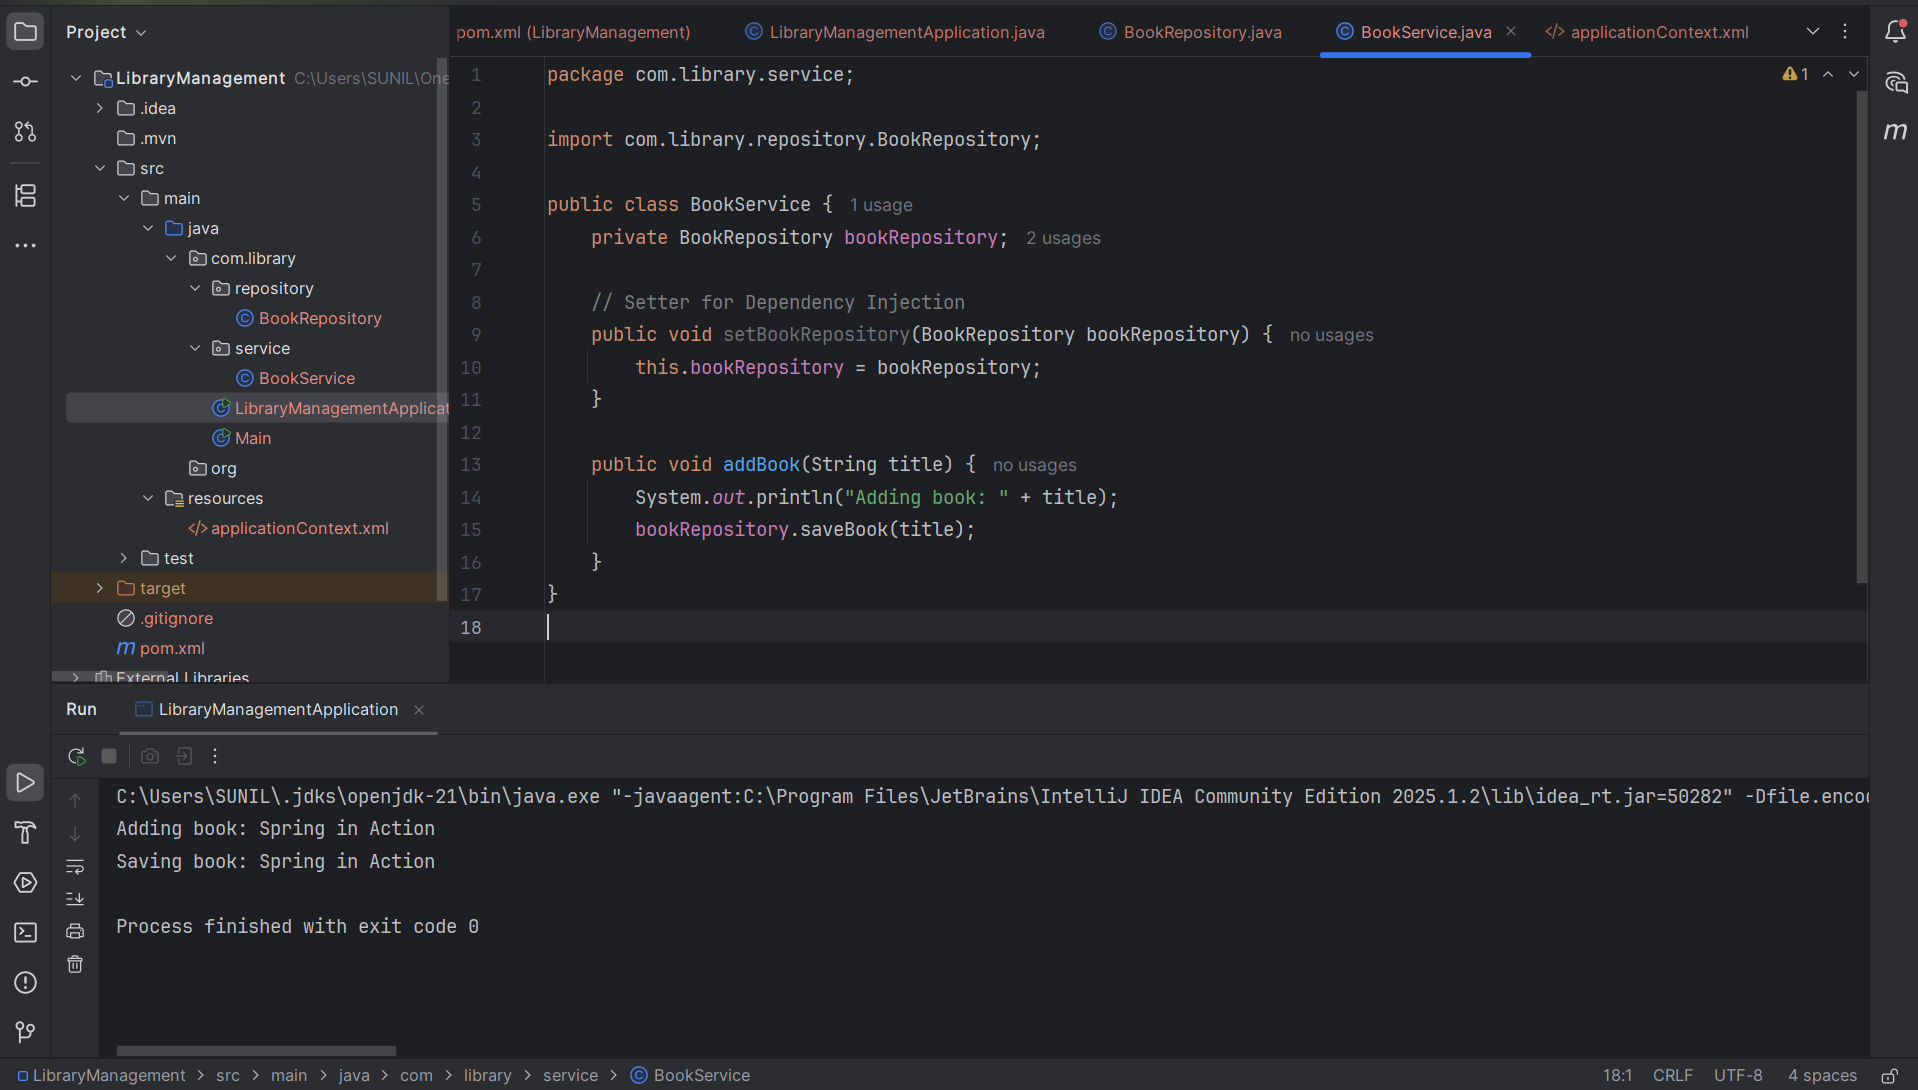 Project
pom.xml (LibraryManagement)
LibraryManagementApplication.java
BookRepository.java
BookService.java
applicationContext.xml
LibraryManagement C:\Users\SUNIL\One
.idea
.mvn
src
main
java
com.library
repository
BookRepository
service
BookService
LibraryManagementApplicat
Main
org
resources
applicationContext.xml
test
target
.gitignore
pom.xml
External Libraries
1 package com.library.service;
2
3 import com.library.repository.BookRepository;
4
5 public class BookService { 1 usage
6 private BookRepository bookRepository; 2 usages
7
8 // Setter for Dependency Injection
9 public void setBookRepository(BookRepository bookRepository) { no usages
10 this.bookRepository = bookRepository;
11 }
12
13 public void addBook(String title) { no usages
14 System.out.println("Adding book: " + title);
15 bookRepository.saveBook(title);
16 }
17 }
18
1
m
Run
LibraryManagementApplication
C:\Users\SUNIL\.jdks\openjdk-21\bin\java.exe "-javaagent:C:\Program Files\JetBrains\IntelliJ IDEA Community Edition 2025.1.2\lib\idea_rt.jar=50282" -Dfile.enco
Adding book: Spring in Action
Saving book: Spring in Action
Process finished with exit code 0
LibraryManagement > src > main > java > com > library > service > BookService
18:1 CRLF UTF-8 4 spaces